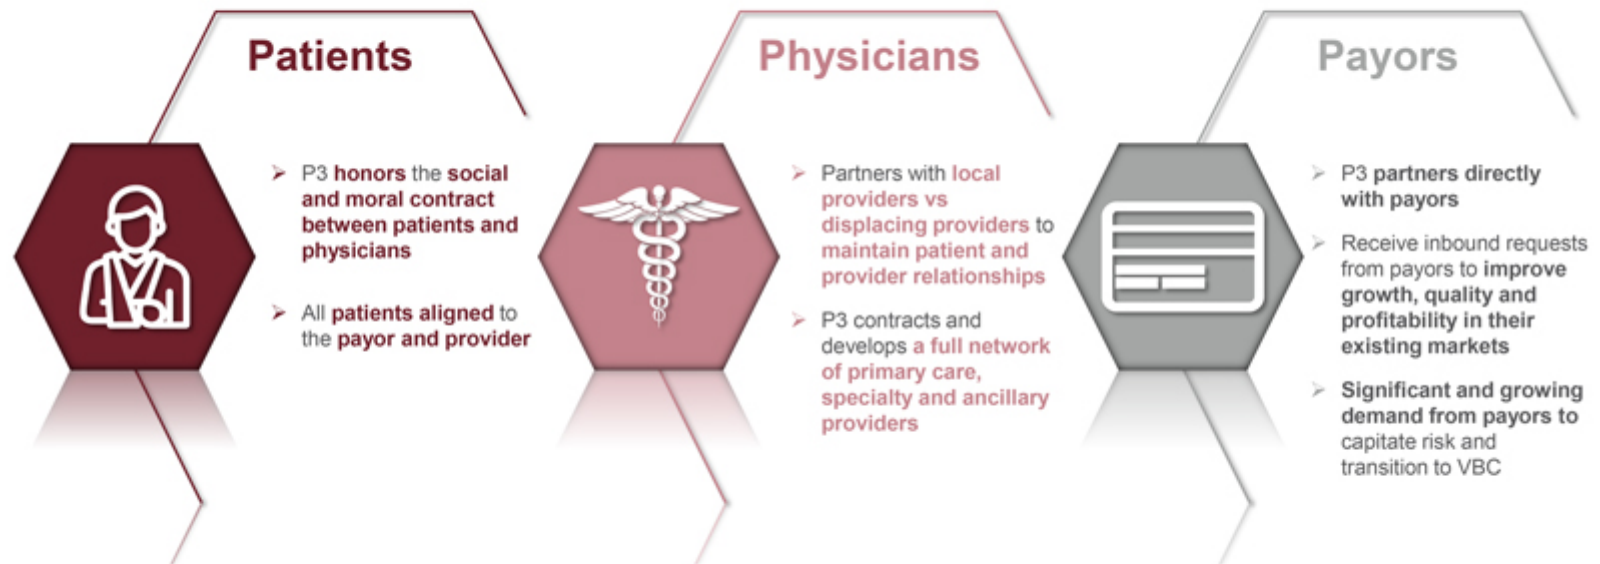 Patients
P3 honors the social
and moral contract
between patients and
physicians
All patients aligned to
the payor and provider
Physicians
Partners with local
providers vs
displacing providers to
maintain patient and
provider relationships
P3 contracts and
develops a full network
of primary care,
specialty and ancillary
providers
Payors
P3 partners directly
with payors
Receive inbound requests
from payors to improve
growth, quality and
profitability in their
existing markets
Significant and growing
demand from payors to
capitate risk and
transition to VBC